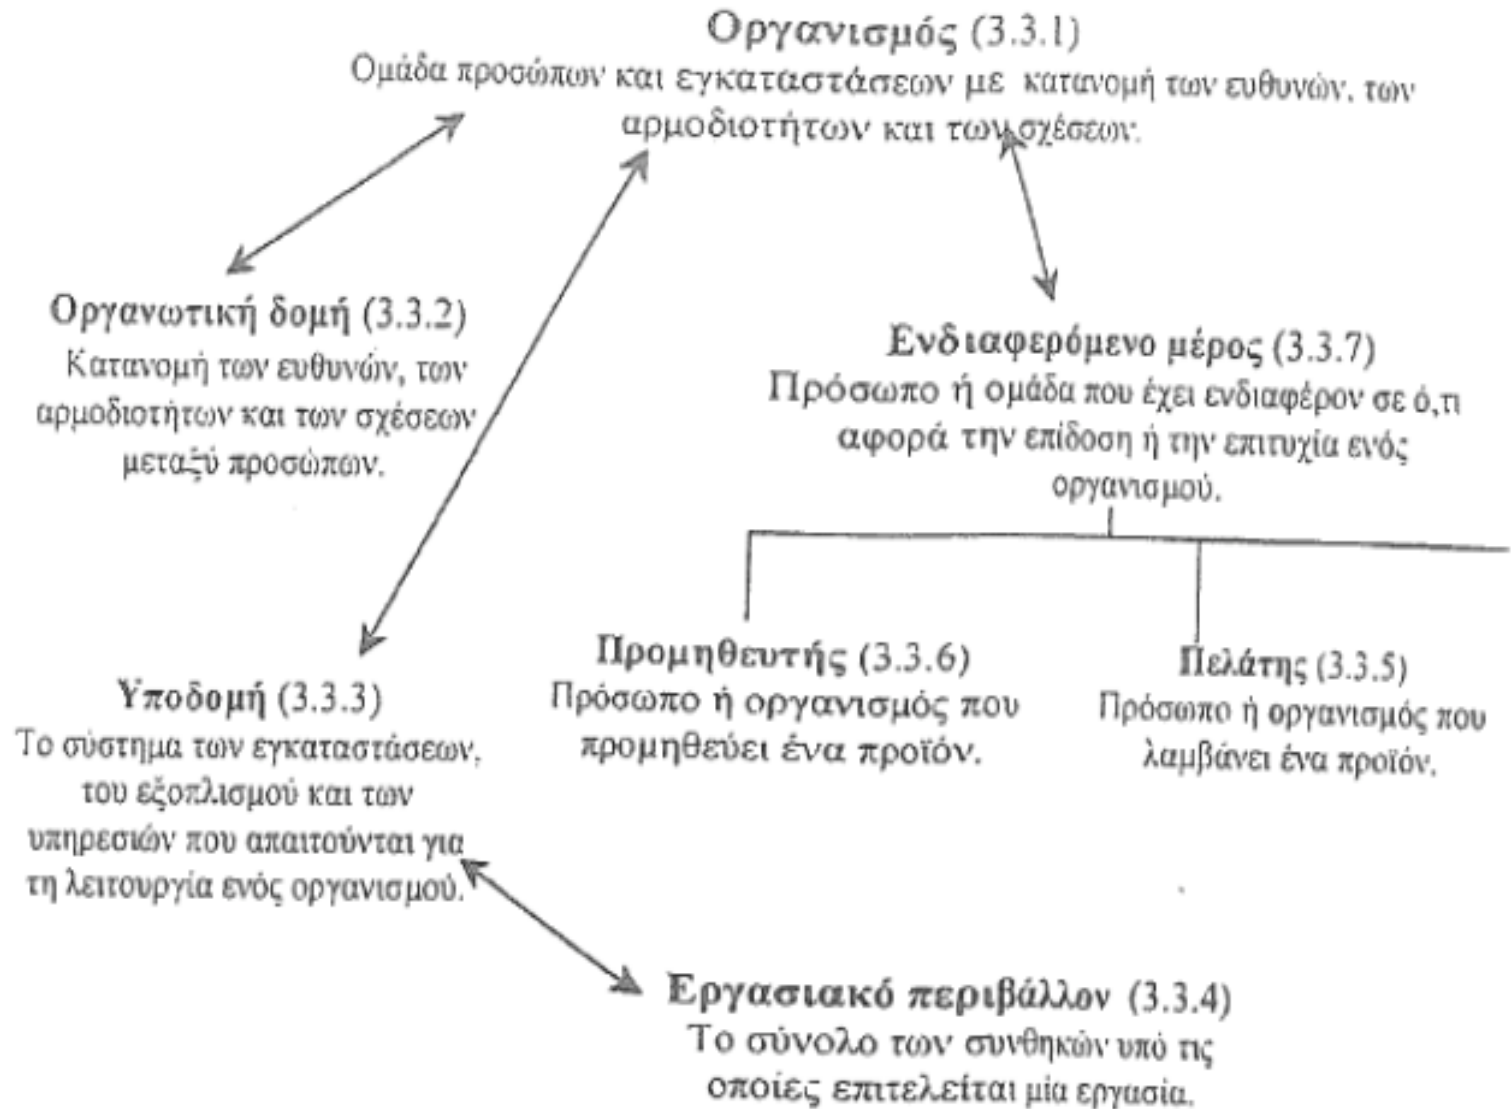 Οργανισμός (3.3.1)
Ομάδα προσώπων και εγκαταστάσεων με κατανομή των ευθυνών, των
αρμοδιοτήτων και των σχέσεων.
Οργανωτική δομή (3.3.2)
Κατανομή των ευθυνών, των
αρμοδιοτήτων και των σχέσεων
μεταξύ προσώπων.
Ενδιαφερόμενο μέρος (3.3.7)
Πρόσωπο ή ομάδα που έχει ενδιαφέρον σε ό,τι
αφορά την επίδοση ή την επιτυχία ενός
οργανισμού.
Προμηθευτής (3.3.6)
Πρόσωπο ή οργανισμός που
προμηθεύει ένα προϊόν.
Πελάτης (3.3.5)
Πρόσωπο ή οργανισμός που
λαμβάνει ένα προϊόν.
Υποδομή (3.3.3)
Το σύστημα των εγκαταστάσεων,
του εξοπλισμού και των
υπηρεσιών που απαιτούνται για
τη λειτουργία ενός οργανισμού.
Εργασιακό περιβάλλον (3.3.4)
Το σύνολο των συνθηκών υπό τις
οποίες επιτελείται μία εργασία.